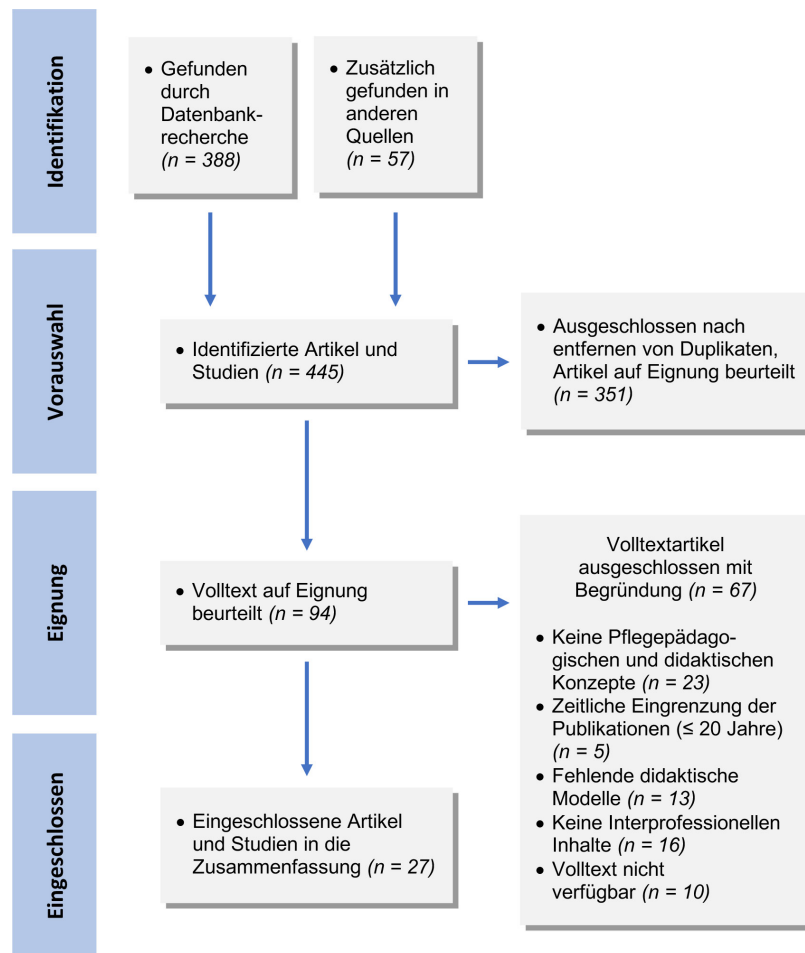 Identifikation
• Gefunden
durch
Datenbank-
recherche
(n = 388)
• Zusätzlich
gefunden in
anderen
Quellen
(n = 57)
Vorauswahl
• Identifizierte Artikel und
Studien (n = 445)
• Ausgeschlossen nach
entfernen von Duplikaten,
Artikel auf Eignung beurteilt
(n = 351)
Eignung
• Volltext auf Eignung
beurteilt (n = 94)
Volltextartikel
ausgeschlossen mit
Begründung (n = 67)
• Keine Pflegepädago-
gischen und didaktischen
Konzepte (n = 23)
• Zeitliche Eingrenzung der
Publikationen (≤ 20 Jahre)
(n = 5)
• Fehlende didaktische
Modelle (n = 13)
• Keine Interprofessionellen
Inhalte (n = 16)
• Volltext nicht
verfügbar (n = 10)
Eingeschlossen
• Eingeschlossene Artikel
und Studien in die
Zusammenfassung (n = 27)